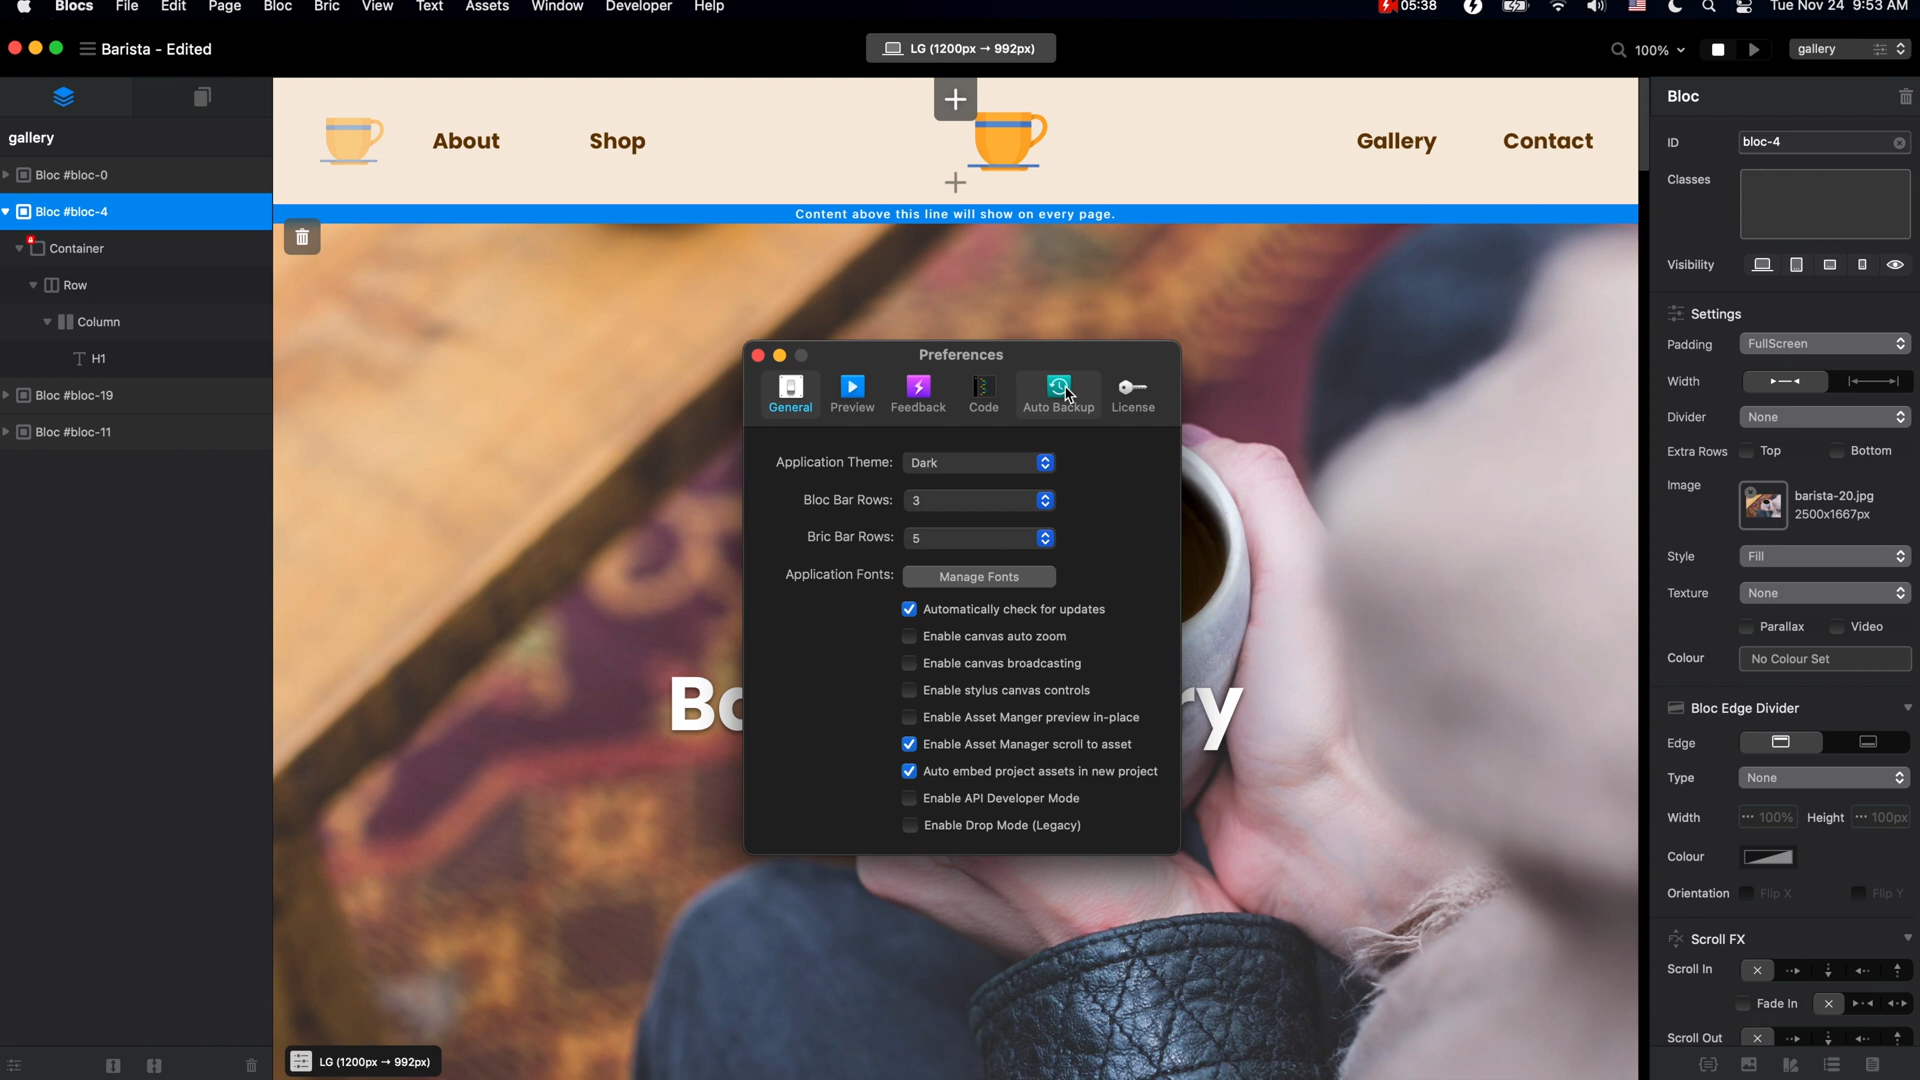 Blocs File Edit Page Bloc Bric View Text Assets Window Developer Help
05:38
Tue Nov 24 9:53 AM
Barista - Edited
LG (1200px → 992px)
100%
gallery
gallery
Bloc #bloc-0
Bloc #bloc-4
Container
Row
Column
H1
Bloc #bloc-19
Bloc #bloc-11
About
Shop
Gallery
Contact
Content above this line will show on every page.
Bo
ry
LG (1200px → 992px)
Preferences
General
Preview
Feedback
Code
Auto Backup
License
Application Theme: Dark
Bloc Bar Rows: 3
Bric Bar Rows: 5
Application Fonts: Manage Fonts
Automatically check for updates
Enable canvas auto zoom
Enable canvas broadcasting
Enable stylus canvas controls
Enable Asset Manger preview in-place
Enable Asset Manager scroll to asset
Auto embed project assets in new project
Enable API Developer Mode
Enable Drop Mode (Legacy)
Bloc
ID bloc-4
Classes
Visibility
Settings
Padding FullScreen
Width
Divider None
Extra Rows Top Bottom
Image barista-20.jpg
2500x1667px
Style Fill
Texture None
Parallax Video
Colour No Colour Set
Bloc Edge Divider
Edge
Type None
Width 100% Height 100px
Colour
Orientation Flip X Flip Y
Scroll FX
Scroll In
Fade In
Scroll Out